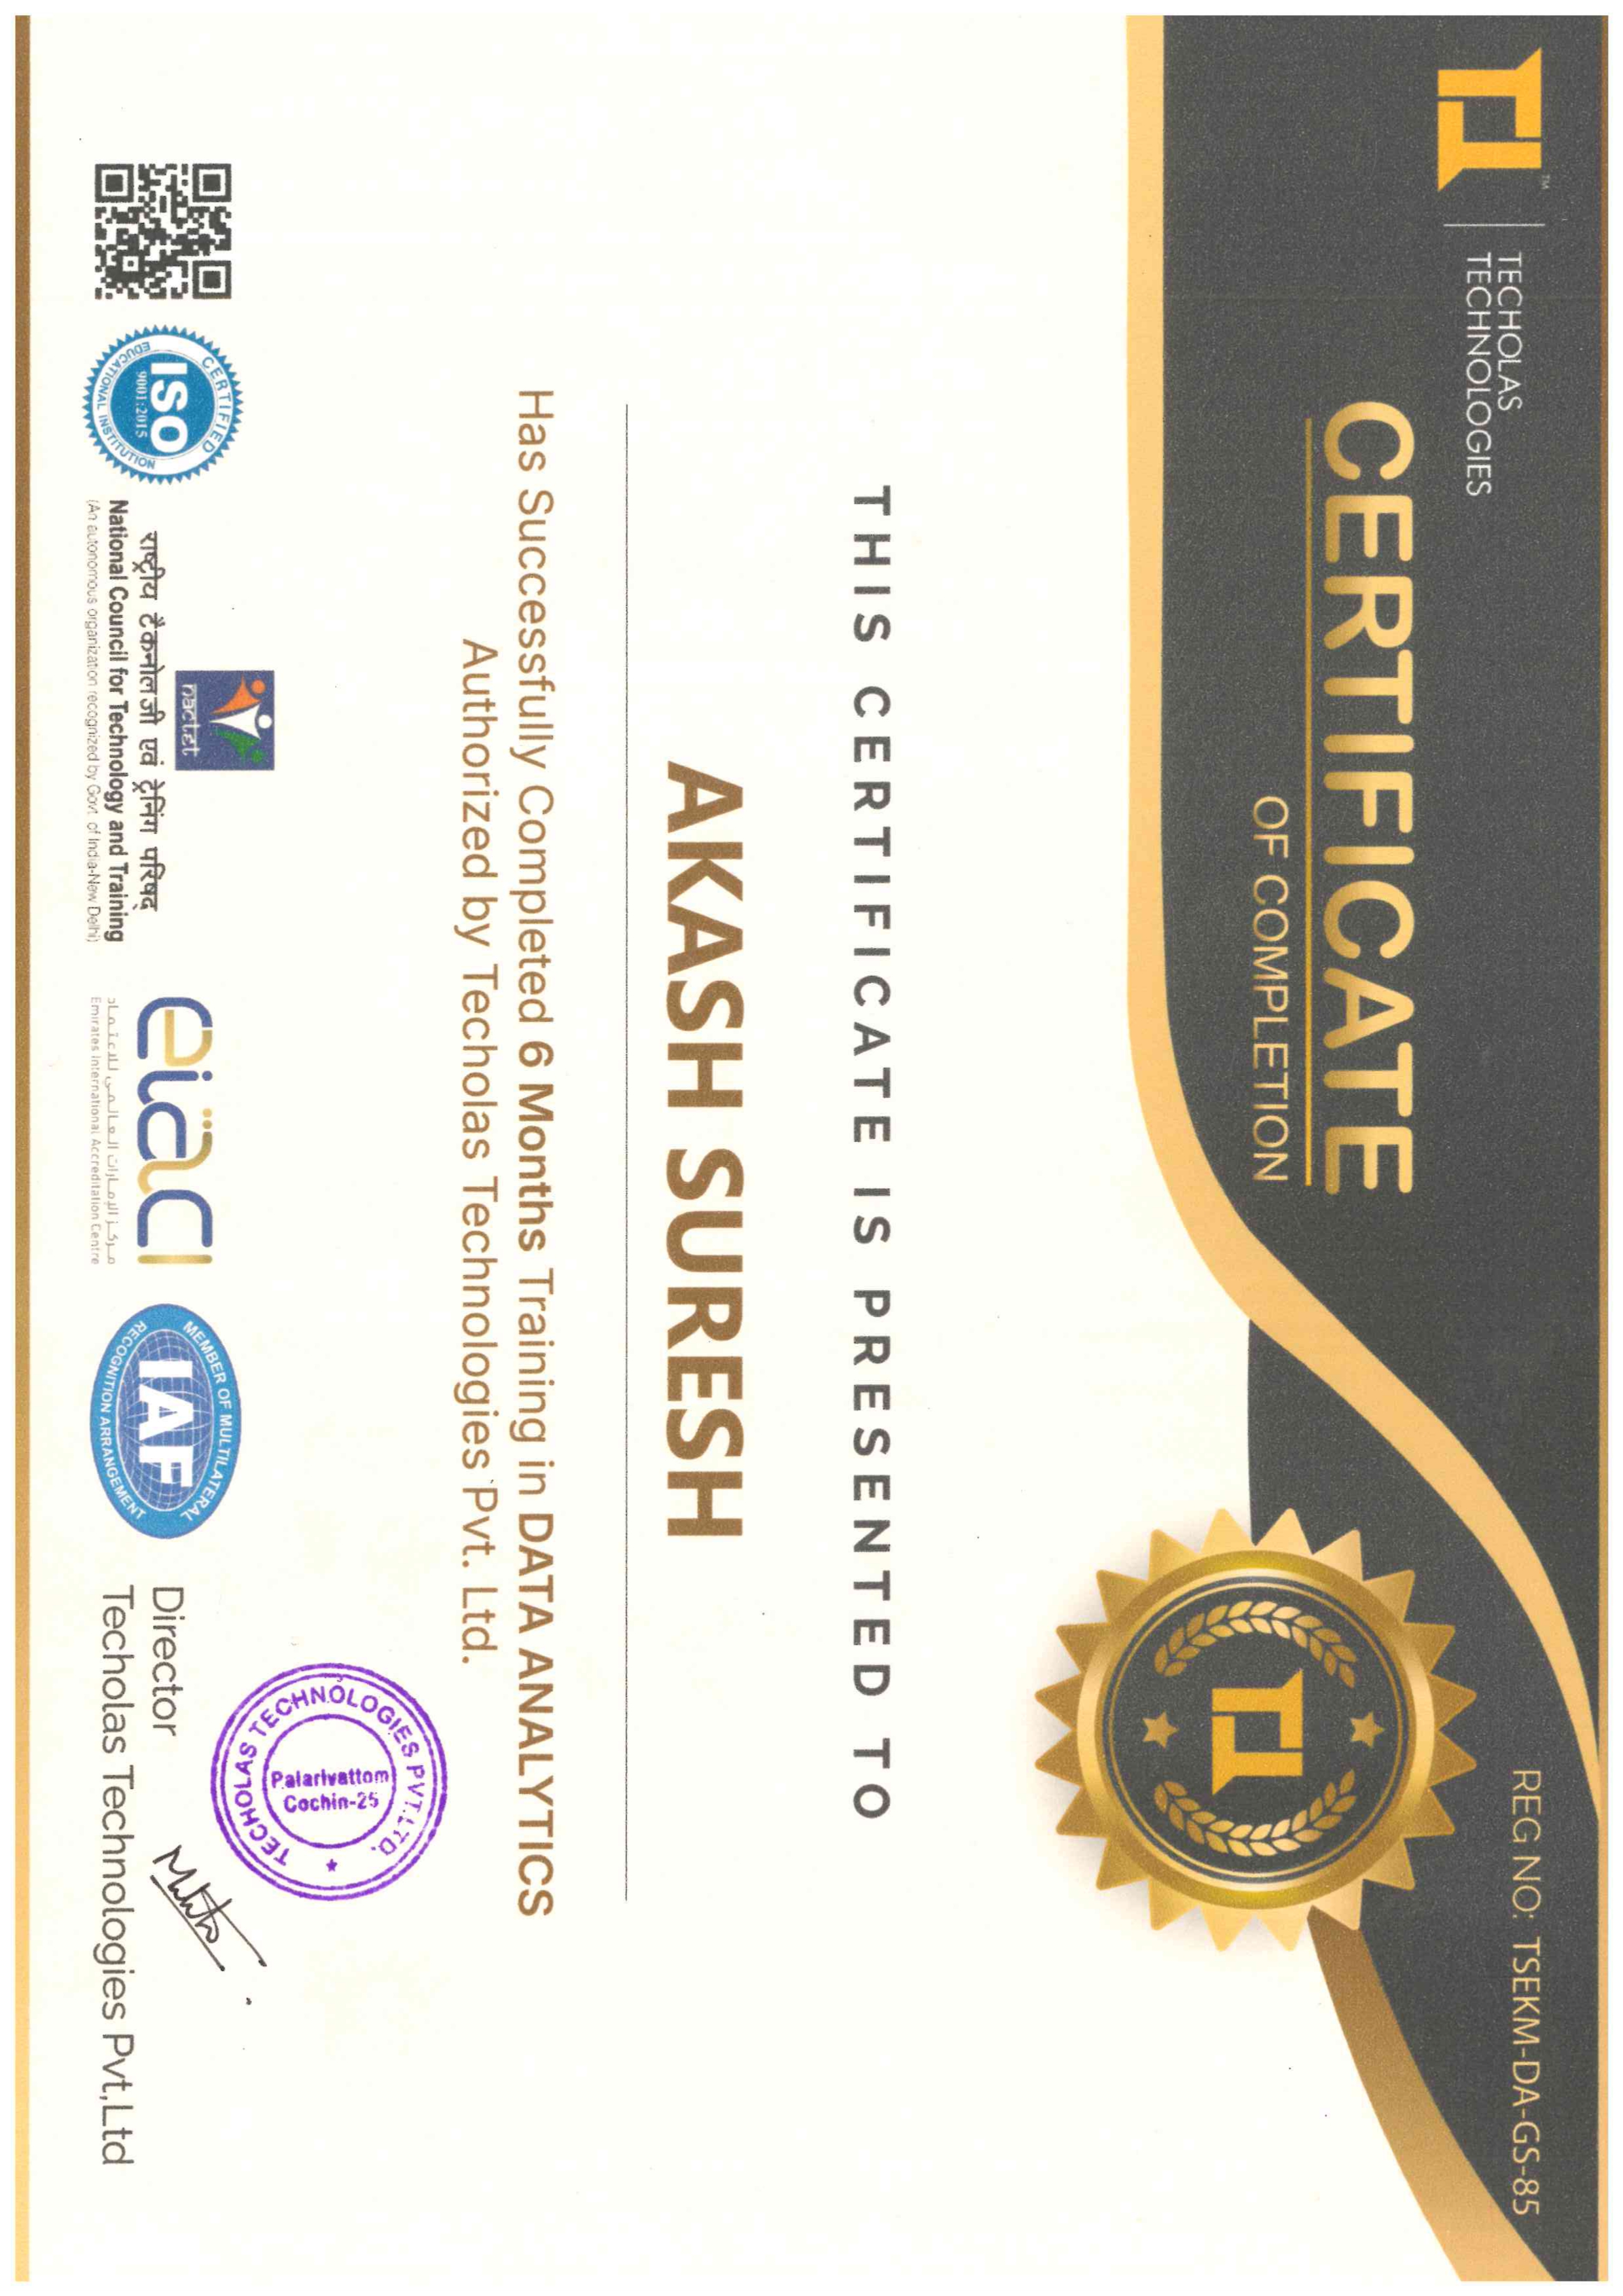 TECHOLAS
TECHNOLOGIES
TM
REG NO: TSEKM-DA-GS-85
CERTIFICATE
OF COMPLETION
THIS CERTIFICATE IS PRESENTED TO
AKASH SURESH
Has Successfully Completed 6 Months Training in DATA ANALYTICS
Authorized by Techolas Technologies Pvt. Ltd.
TECHOLAS TECHNOLOGIES PVT.LTD.
Palarivattom
Cochin-25
CERTIFIED
ISO
9001:2015
EDUCATIONAL INSTITUTION
nactet
राष्ट्रीय टैकनोलजी एवं ट्रेनिंग परिषद्
National Council for Technology and Training
(An autonomous organization recognized by Govt. of India-New Delhi)
eiaci
مركز الإمارات العالمي للاعتماد
Emirates International Accreditation Centre
MEMBER OF MULTILATERAL
IAF
RECOGNITION ARRANGEMENT
Director
Techolas Technologies Pvt,Ltd